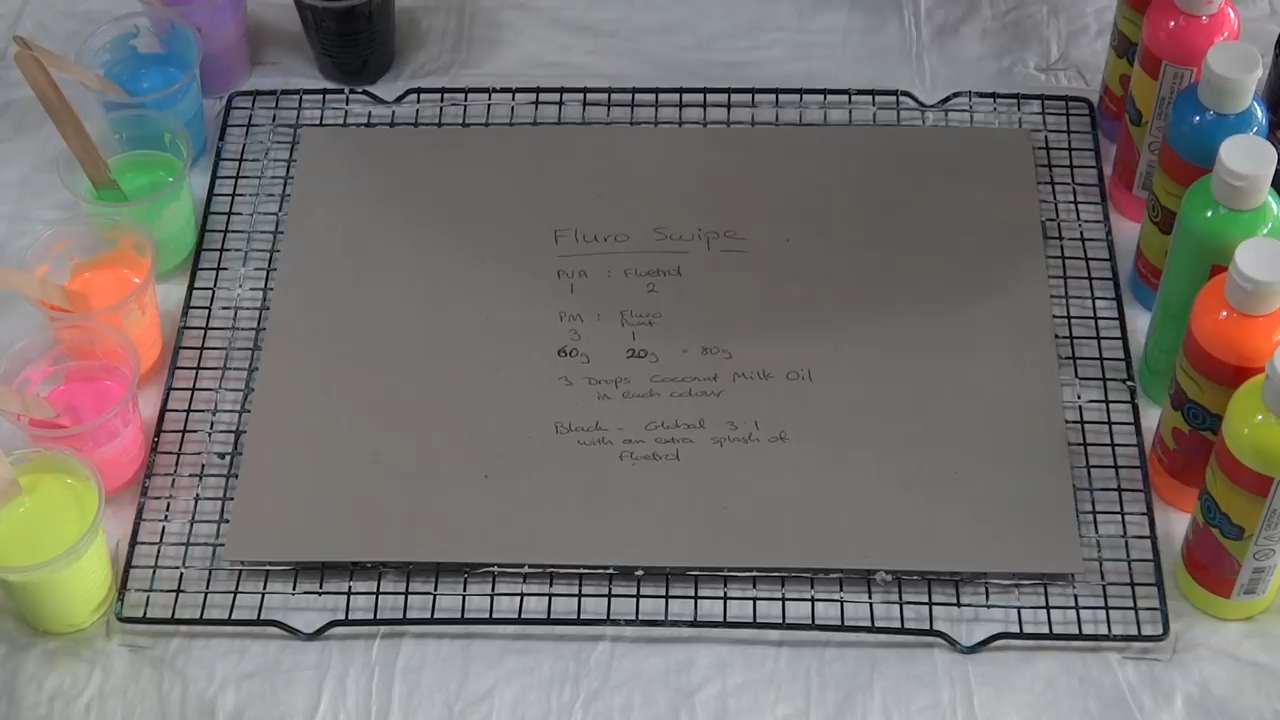 Fluro Swipe
PVA : Floetrol
1 2
PM : Fluro
Paint
3 1
60g 20g = 80g
3 Drops Coconut Milk Oil
in each colour
Black - Global 3:1
with an extra splash of
Floetrol